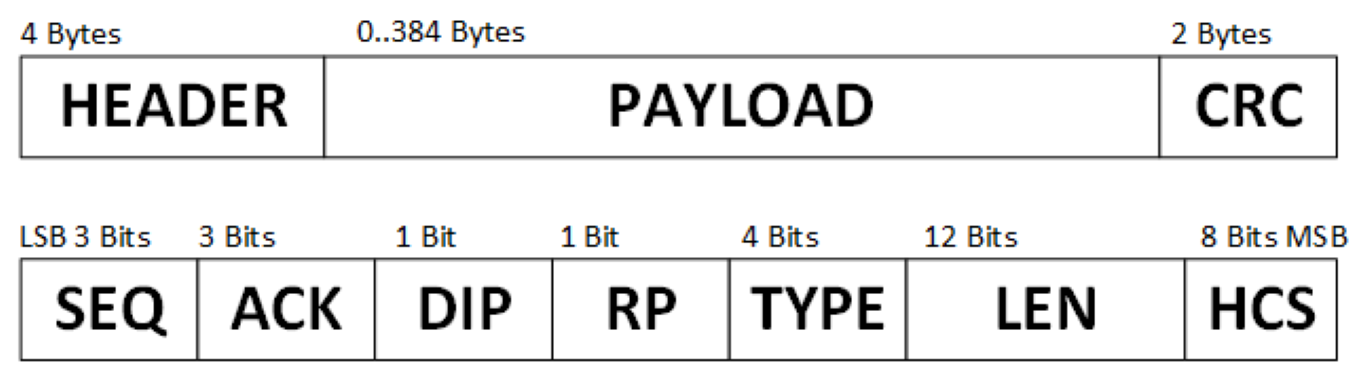 4 Bytes 0..384 Bytes 2 Bytes
HEADER PAYLOAD CRC
LSB 3 Bits 3 Bits 1 Bit 1 Bit 4 Bits 12 Bits 8 Bits MSB
SEQ ACK DIP RP TYPE LEN HCS